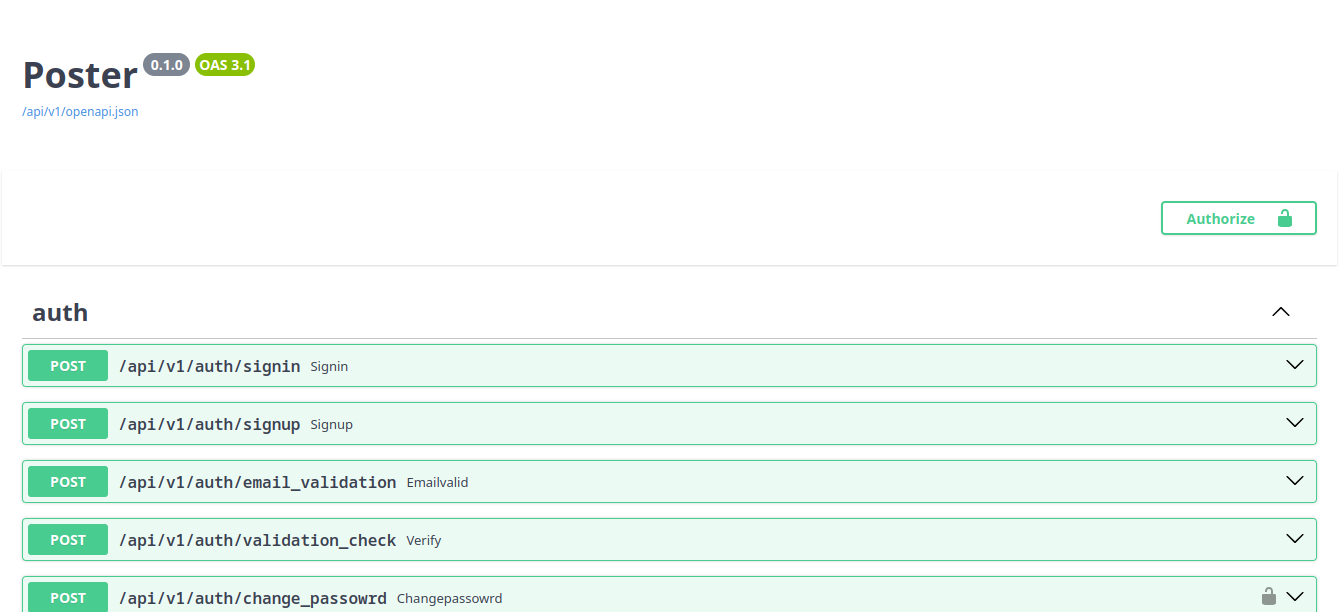 Poster 0.1.0 OAS 3.1
/api/v1/openapi.json
Authorize
auth
POST /api/v1/auth/signin Signin
POST /api/v1/auth/signup Signup
POST /api/v1/auth/email_validation Emailvalid
POST /api/v1/auth/validation_check Verify
POST /api/v1/auth/change_passowrd Changepassowrd